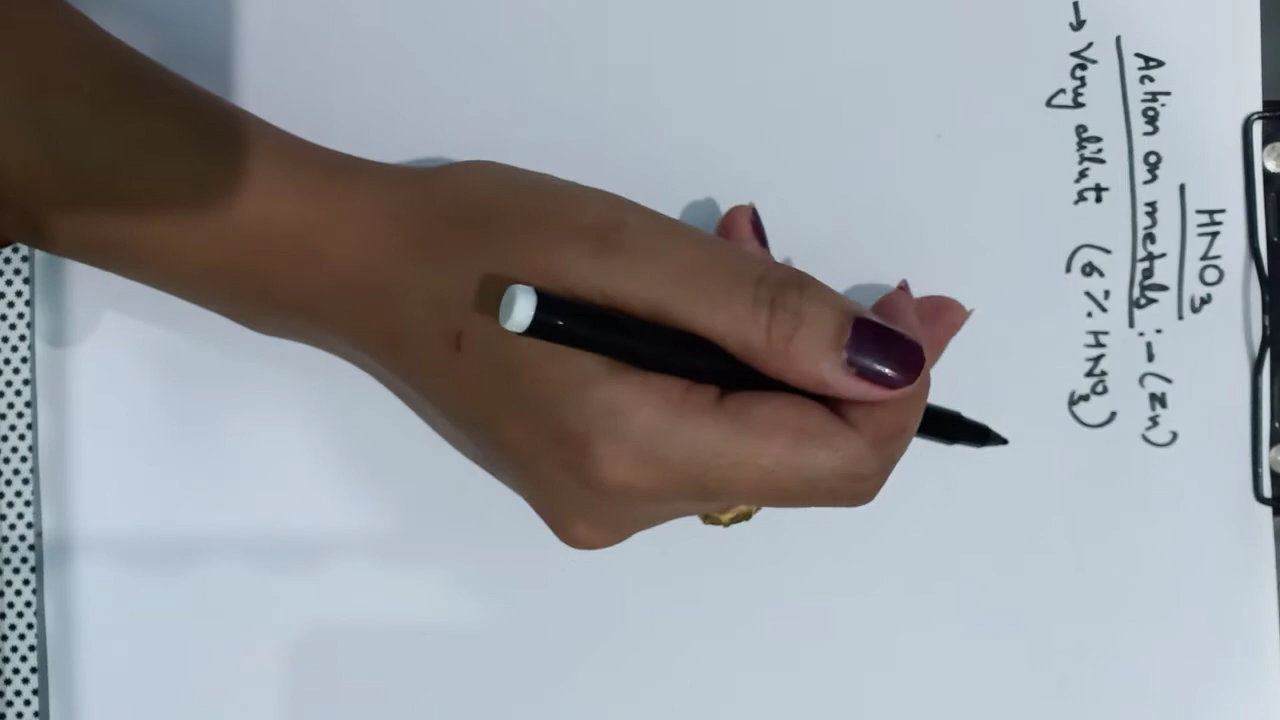 HNO3
Action on metals :- (Zn)
→ Very dilute (6% HNO3)